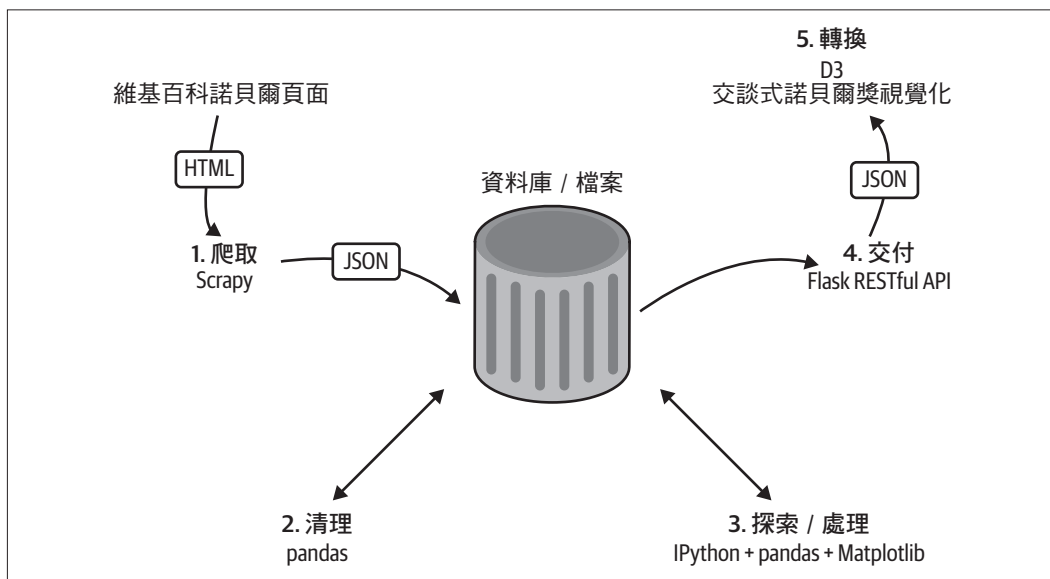 維基百科諾貝爾頁面
HTML
1. 爬取
Scrapy
JSON
資料庫 / 檔案
2. 清理
pandas
3. 探索 / 處理
IPython + pandas + Matplotlib
4. 交付
Flask RESTful API
JSON
5. 轉換
D3
交談式諾貝爾獎視覺化